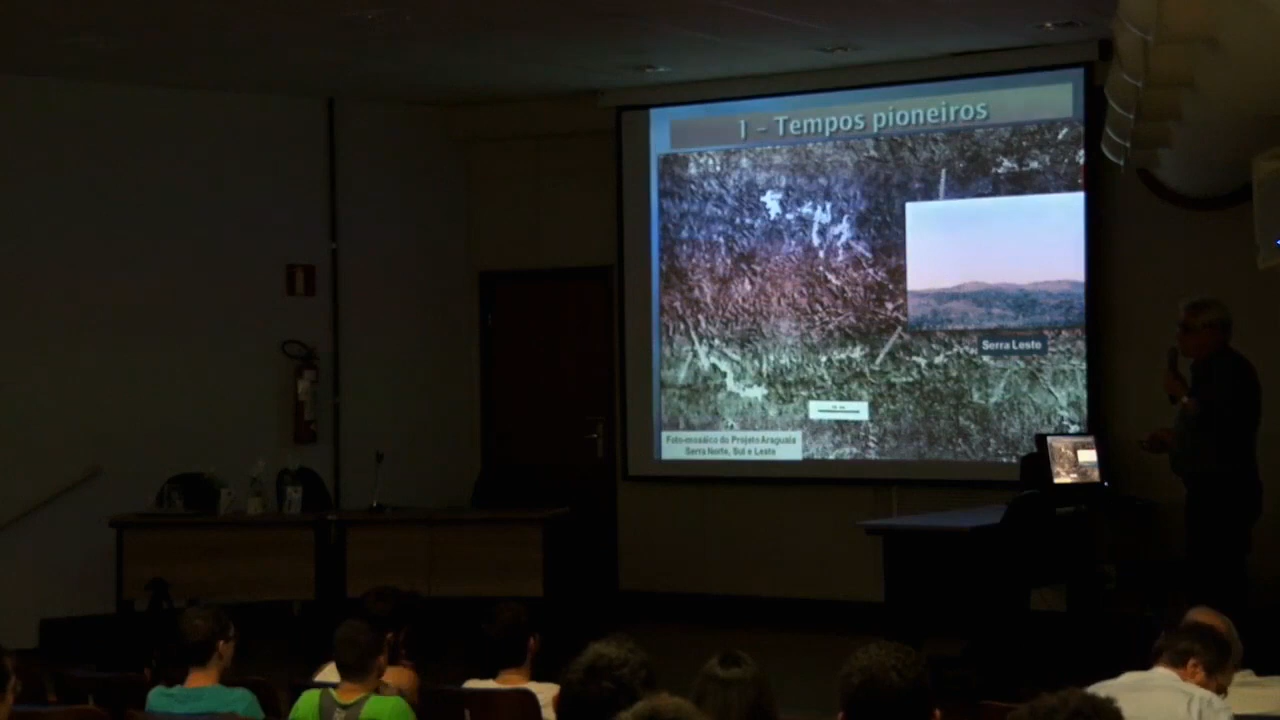 1 - Tempos pioneiros
Serra Leste
Foto-mosaico do Projeto Araguaia
Serra Norte, Sul e Leste